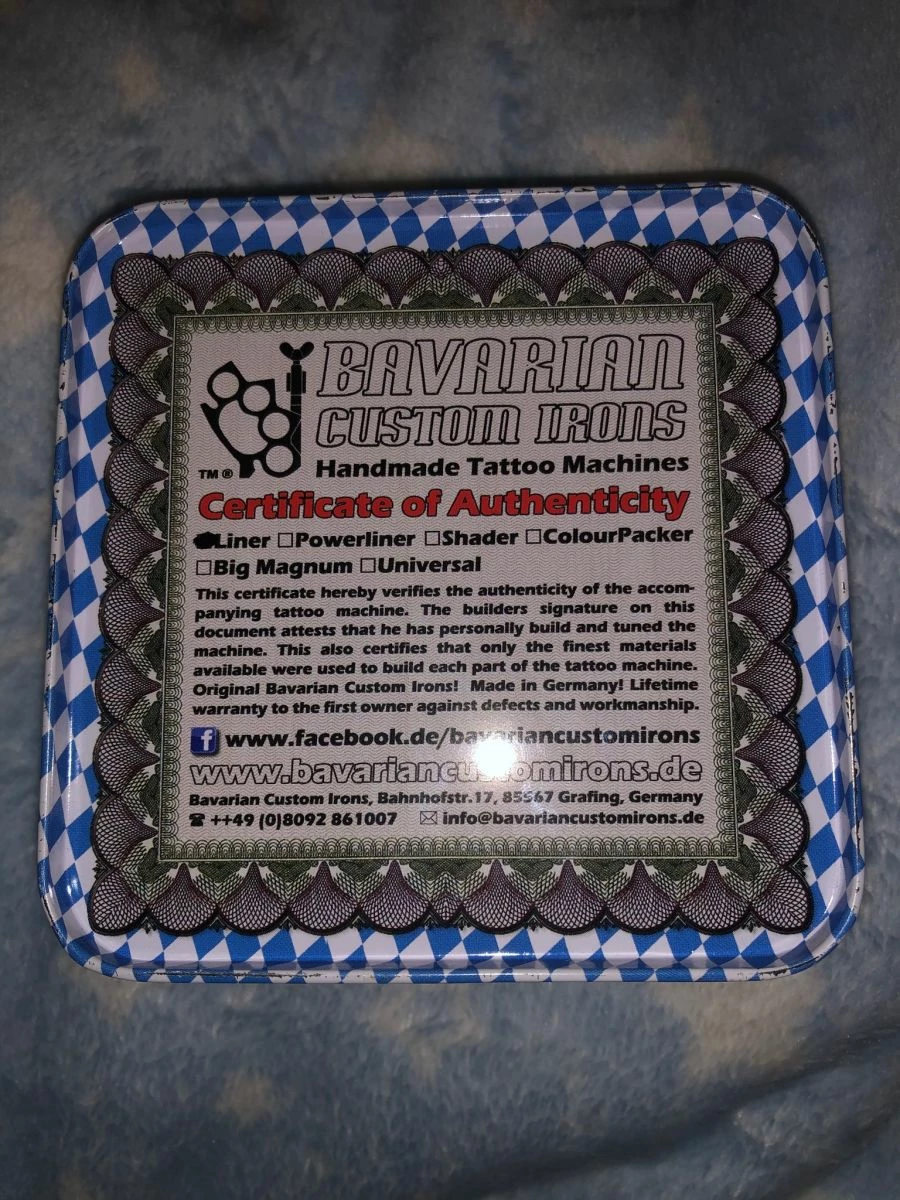 BAVARIAN
CUSTOM IRONS
TM ®
Handmade Tattoo Machines
Certificate of Authenticity
Liner ☐Powerliner ☐Shader ☐ColourPacker
☐Big Magnum ☐Universal
This certificate hereby verifies the authenticity of the accom-
panying tattoo machine. The builders signature on this
document attests that he has personally build and tuned the
machine. This also certifies that only the finest materials
available were used to build each part of the tattoo machine.
Original Bavarian Custom Irons! Made in Germany! Lifetime
warranty to the first owner against defects and workmanship.
f www.facebook.de/bavariancustomirons
www.bavariancustomirons.de
Bavarian Custom Irons, Bahnhofstr.17, 85567 Grafing, Germany
☎ ++49 (0)8092 861007 ✉ info@bavariancustomirons.de